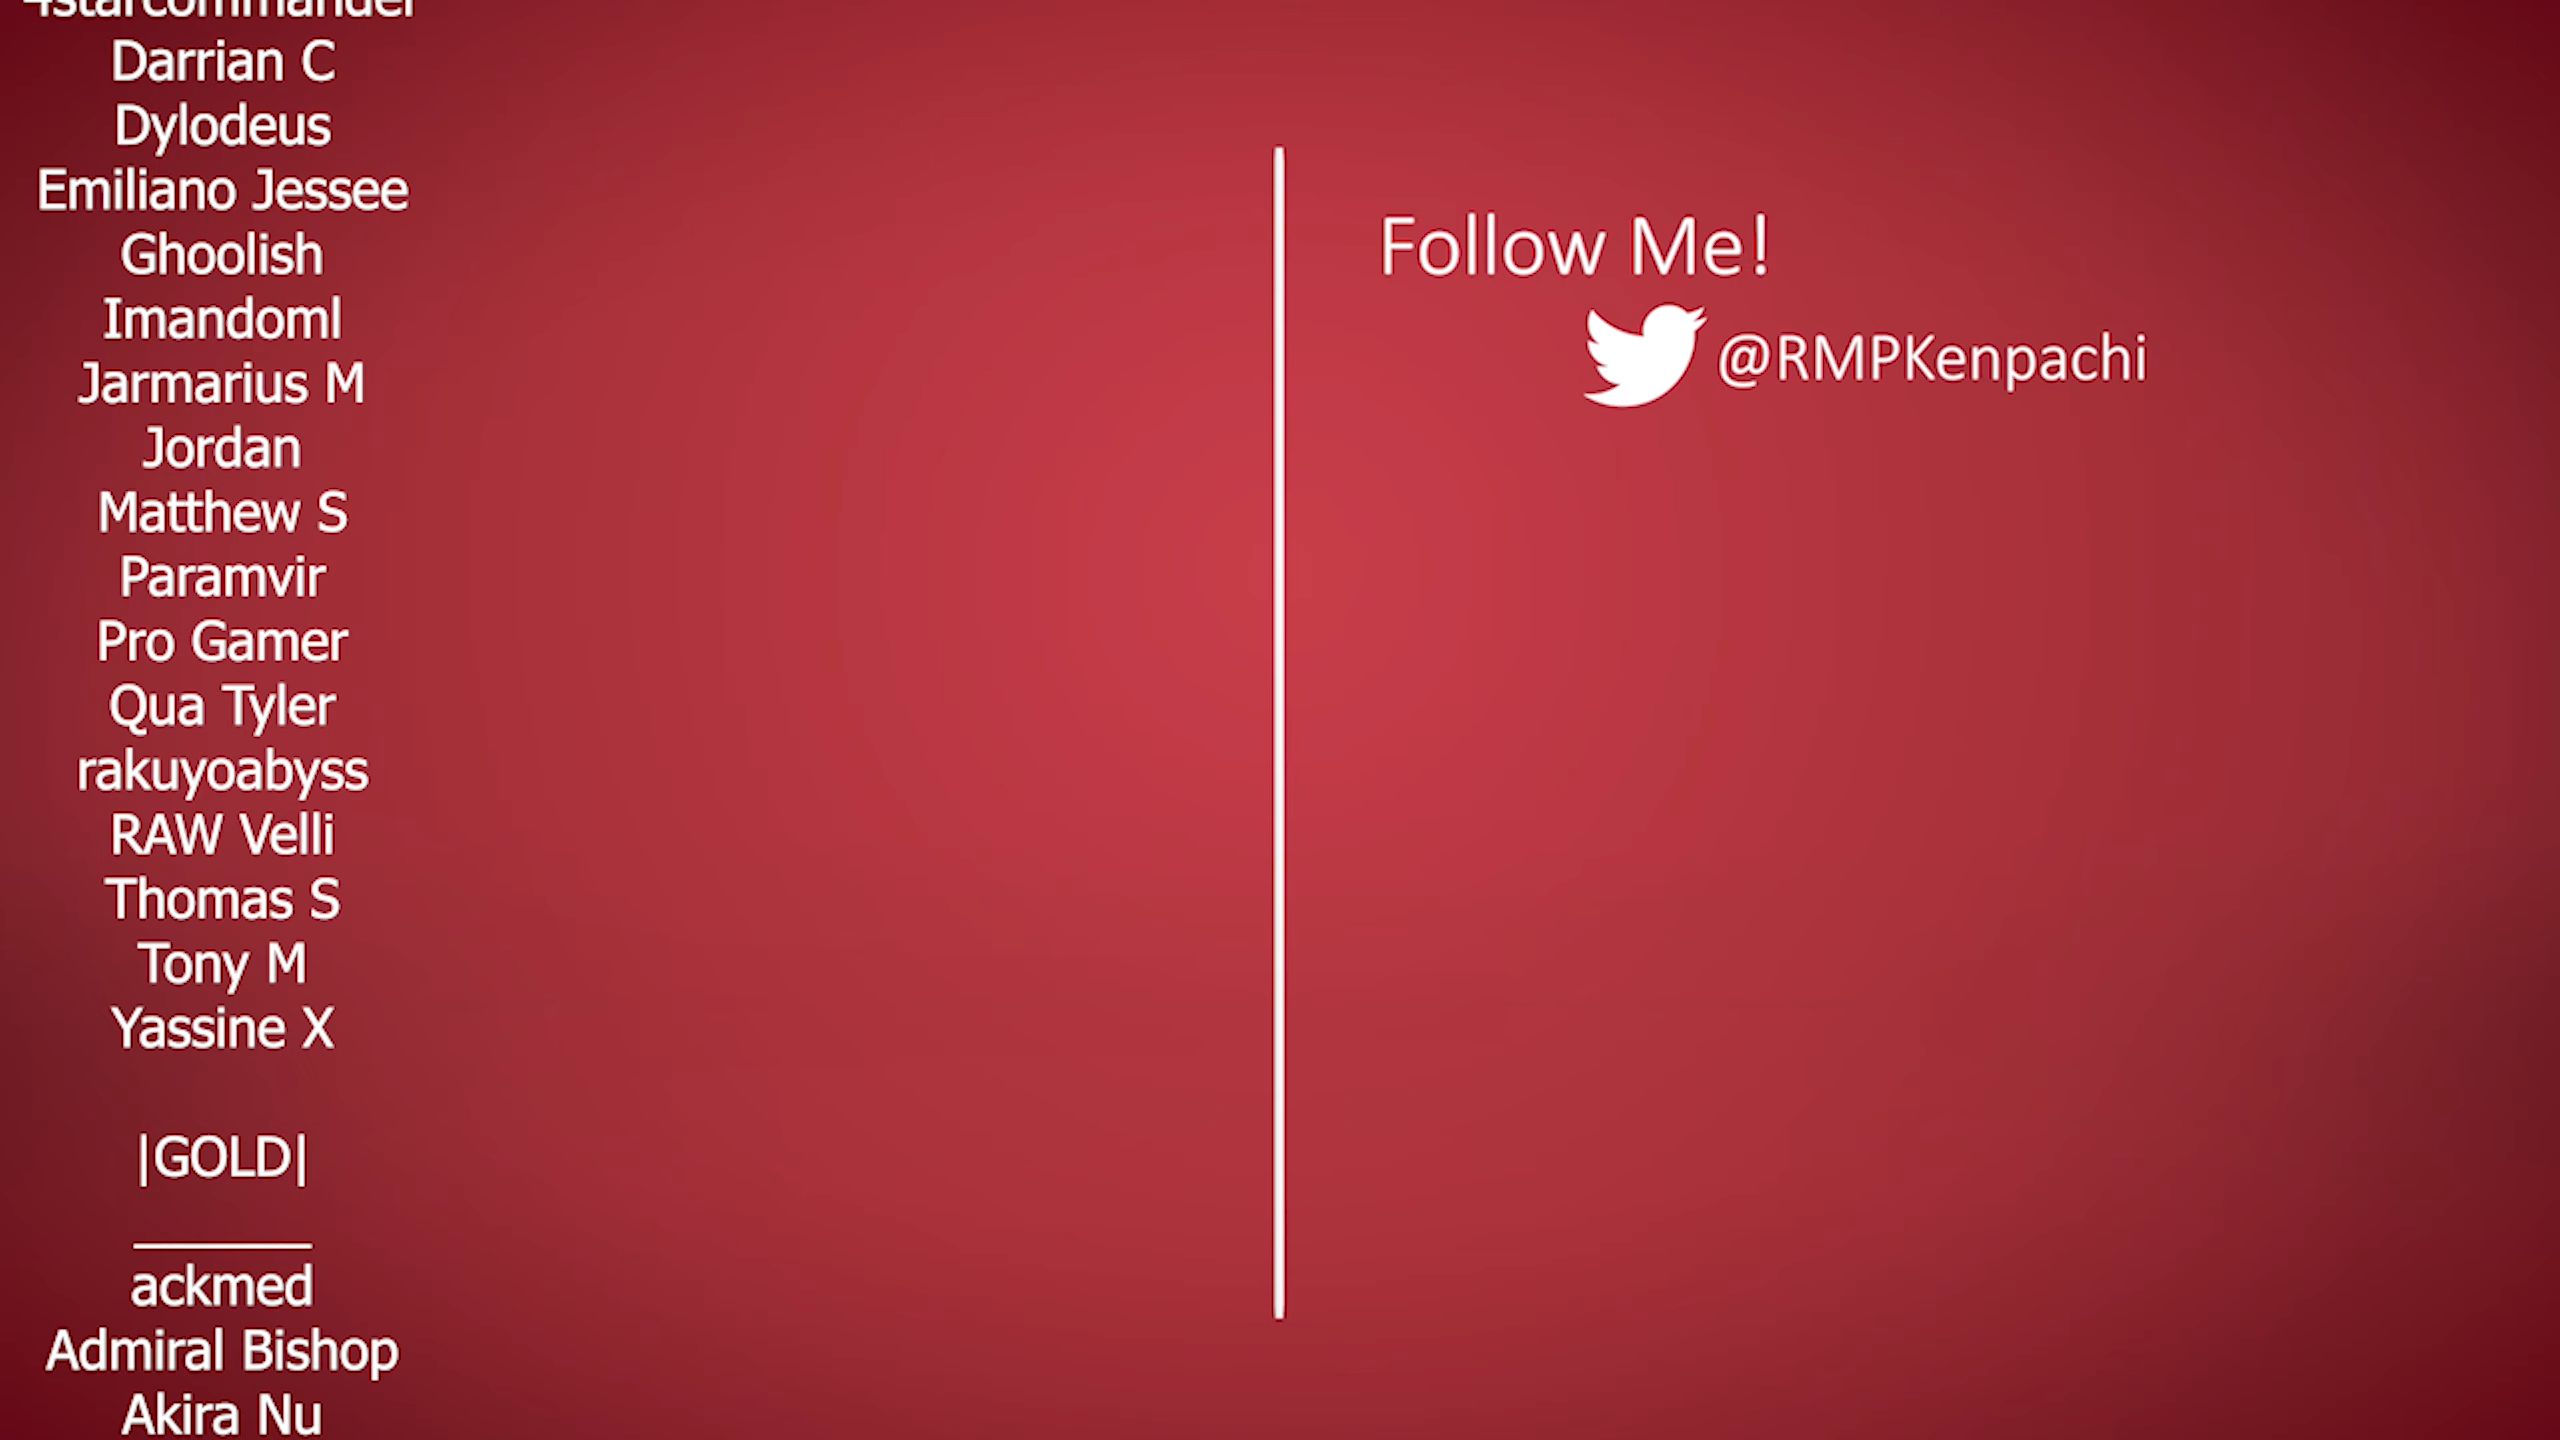 4starcommander
Darrian C
Dylodeus
Emiliano Jessee
Ghoolish
Imandoml
Jarmarius M
Jordan
Matthew S
Paramvir
Pro Gamer
Qua Tyler
rakuyoabyss
RAW Velli
Thomas S
Tony M
Yassine X
|GOLD|
ackmed
Admiral Bishop
Akira Nu
Follow Me!
@RMPKenpachi